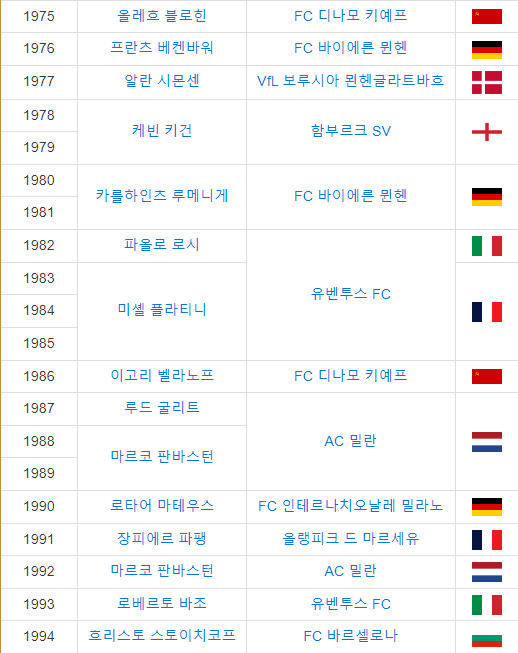 1975 올레흐 블로힌 FC 디나모 키예프
1976 프란츠 베켄바워 FC 바이에른 뮌헨
1977 알란 시몬센 VfL 보루시아 묀헨글라트바흐
1978
케빈 키건 함부르크 SV
1979
1980
카를하인츠 루메니게 FC 바이에른 뮌헨
1981
1982 파올로 로시
1983
유벤투스 FC
1984 미셸 플라티니
1985
1986 이고리 벨라노프 FC 디나모 키예프
1987 루드 굴리트
1988
AC 밀란
마르코 판바스턴
1989
1990 로타어 마테우스 FC 인테르나치오날레 밀라노
1991 장피에르 파팽 올랭피크 드 마르세유
1992 마르코 판바스턴 AC 밀란
1993 로베르토 바조 유벤투스 FC
1994 흐리스토 스토이치코프 FC 바르셀로나